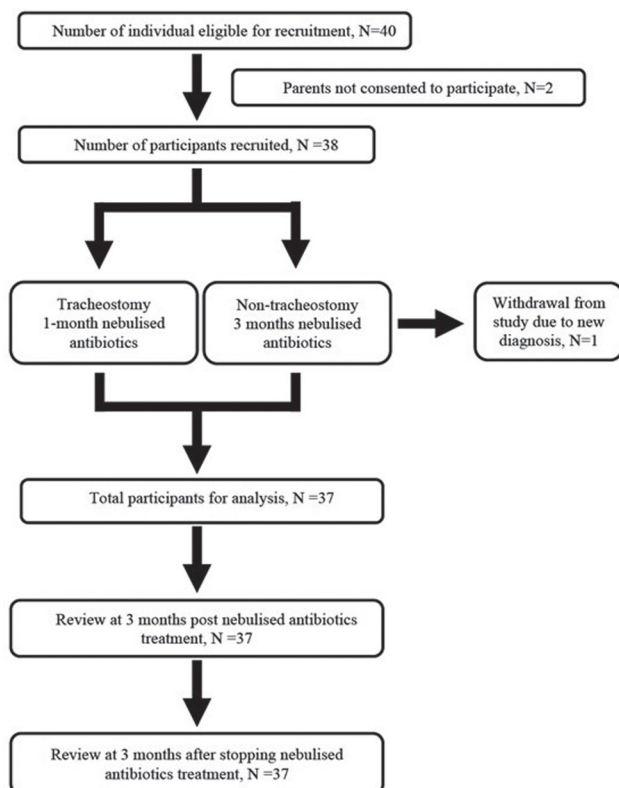 Number of individual eligible for recruitment, N=40
Parents not consented to participate, N=2
Number of participants recruited, N =38
Tracheostomy
1-month nebulised
antibiotics
Non-tracheostomy
3 months nebulised
antibiotics
Withdrawal from
study due to new
diagnosis, N=1
Total participants for analysis, N =37
Review at 3 months post nebulised antibiotics
treatment, N =37
Review at 3 months after stopping nebulised
antibiotics treatment, N =37